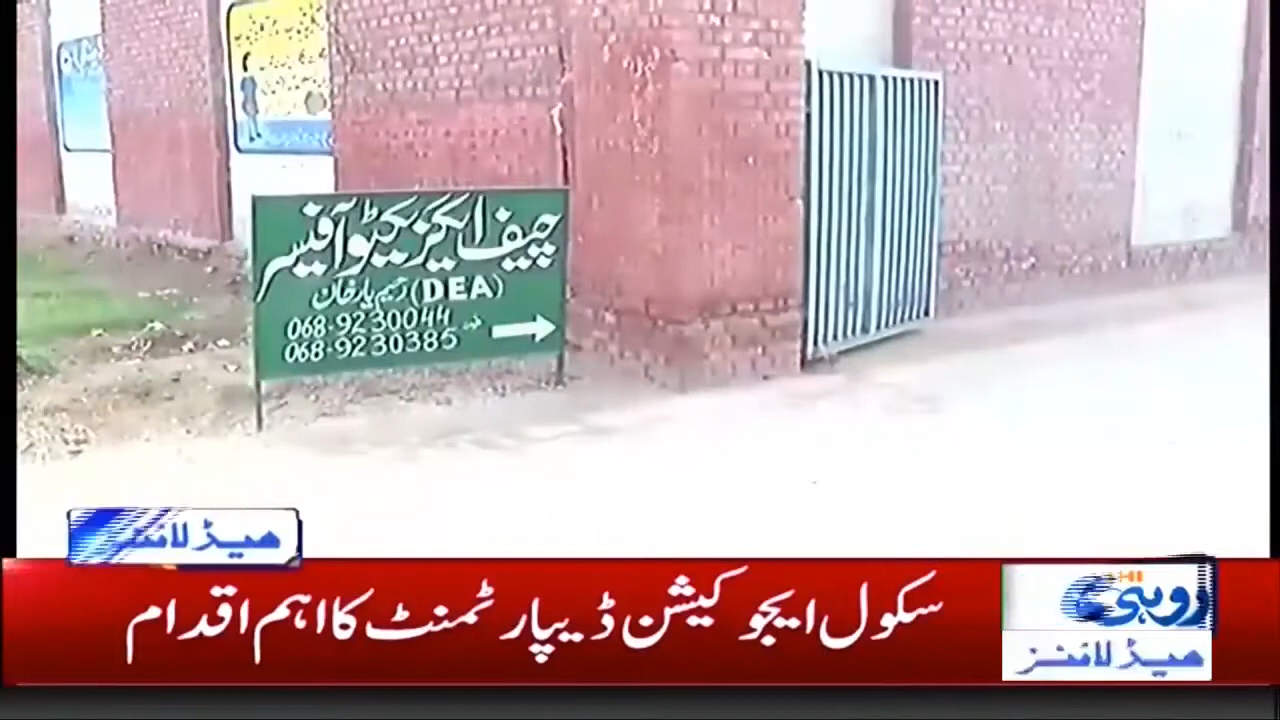 چیف ایگزیکٹو آفیسر
(DEA) رحیم یار خان
068-9230044
068-9230385
ہیڈ لائنز
سکول ایجوکیشن ڈیپارٹمنٹ کا اہم اقدام
روہی
ہیڈ لائنز